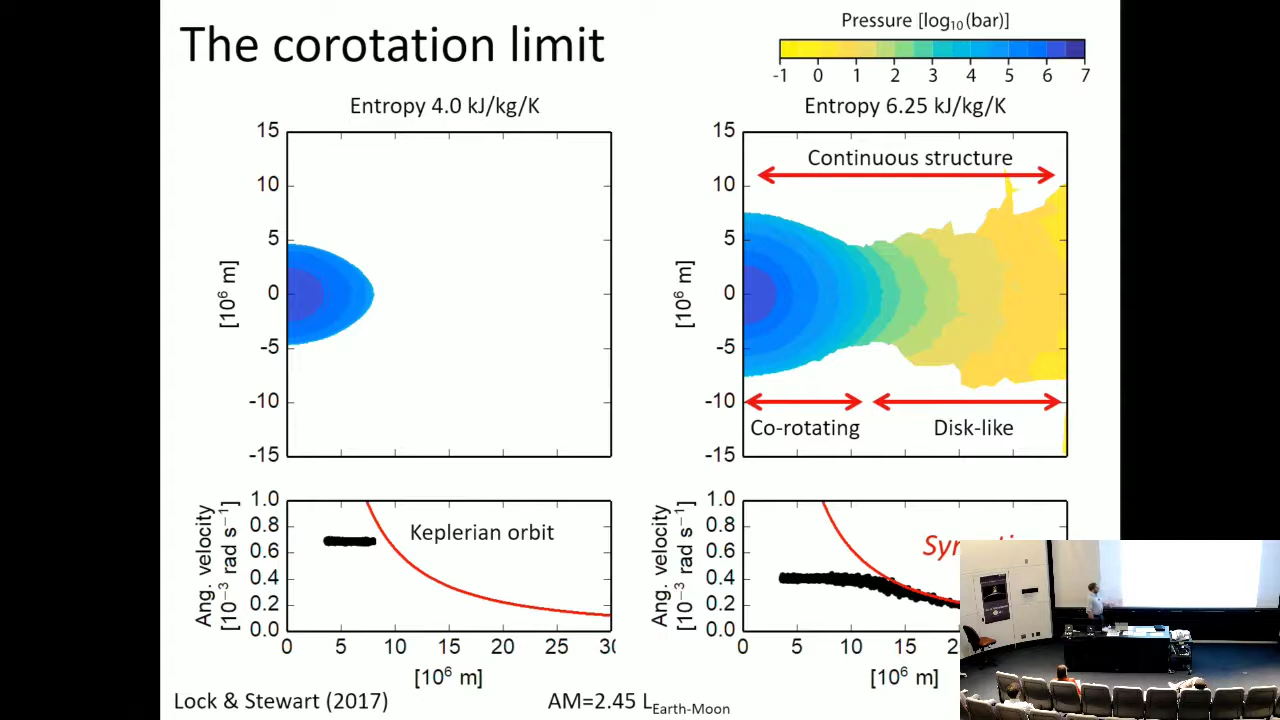 The corotation limit
Pressure [log10(bar)]
-1 0 1 2 3 4 5 6 7
Entropy 4.0 kJ/kg/K
15
10
5
0
-5
-10
-15
[10⁶ m]
Entropy 6.25 kJ/kg/K
15
10
5
0
-5
-10
-15
[10⁶ m]
Continuous structure
Co-rotating
Disk-like
Ang. velocity
[10⁻³ rad s⁻¹]
1.0
0.8
0.6
0.4
0.2
0.0
Keplerian orbit
0 5 10 15 20 25
[10⁶ m]
Ang. velocity
[10⁻³ rad s⁻¹]
1.0
0.8
0.6
0.4
0.2
0.0
0 5 10 15
[10⁶ m]
Lock & Stewart (2017)
AM=2.45 L_Earth-Moon